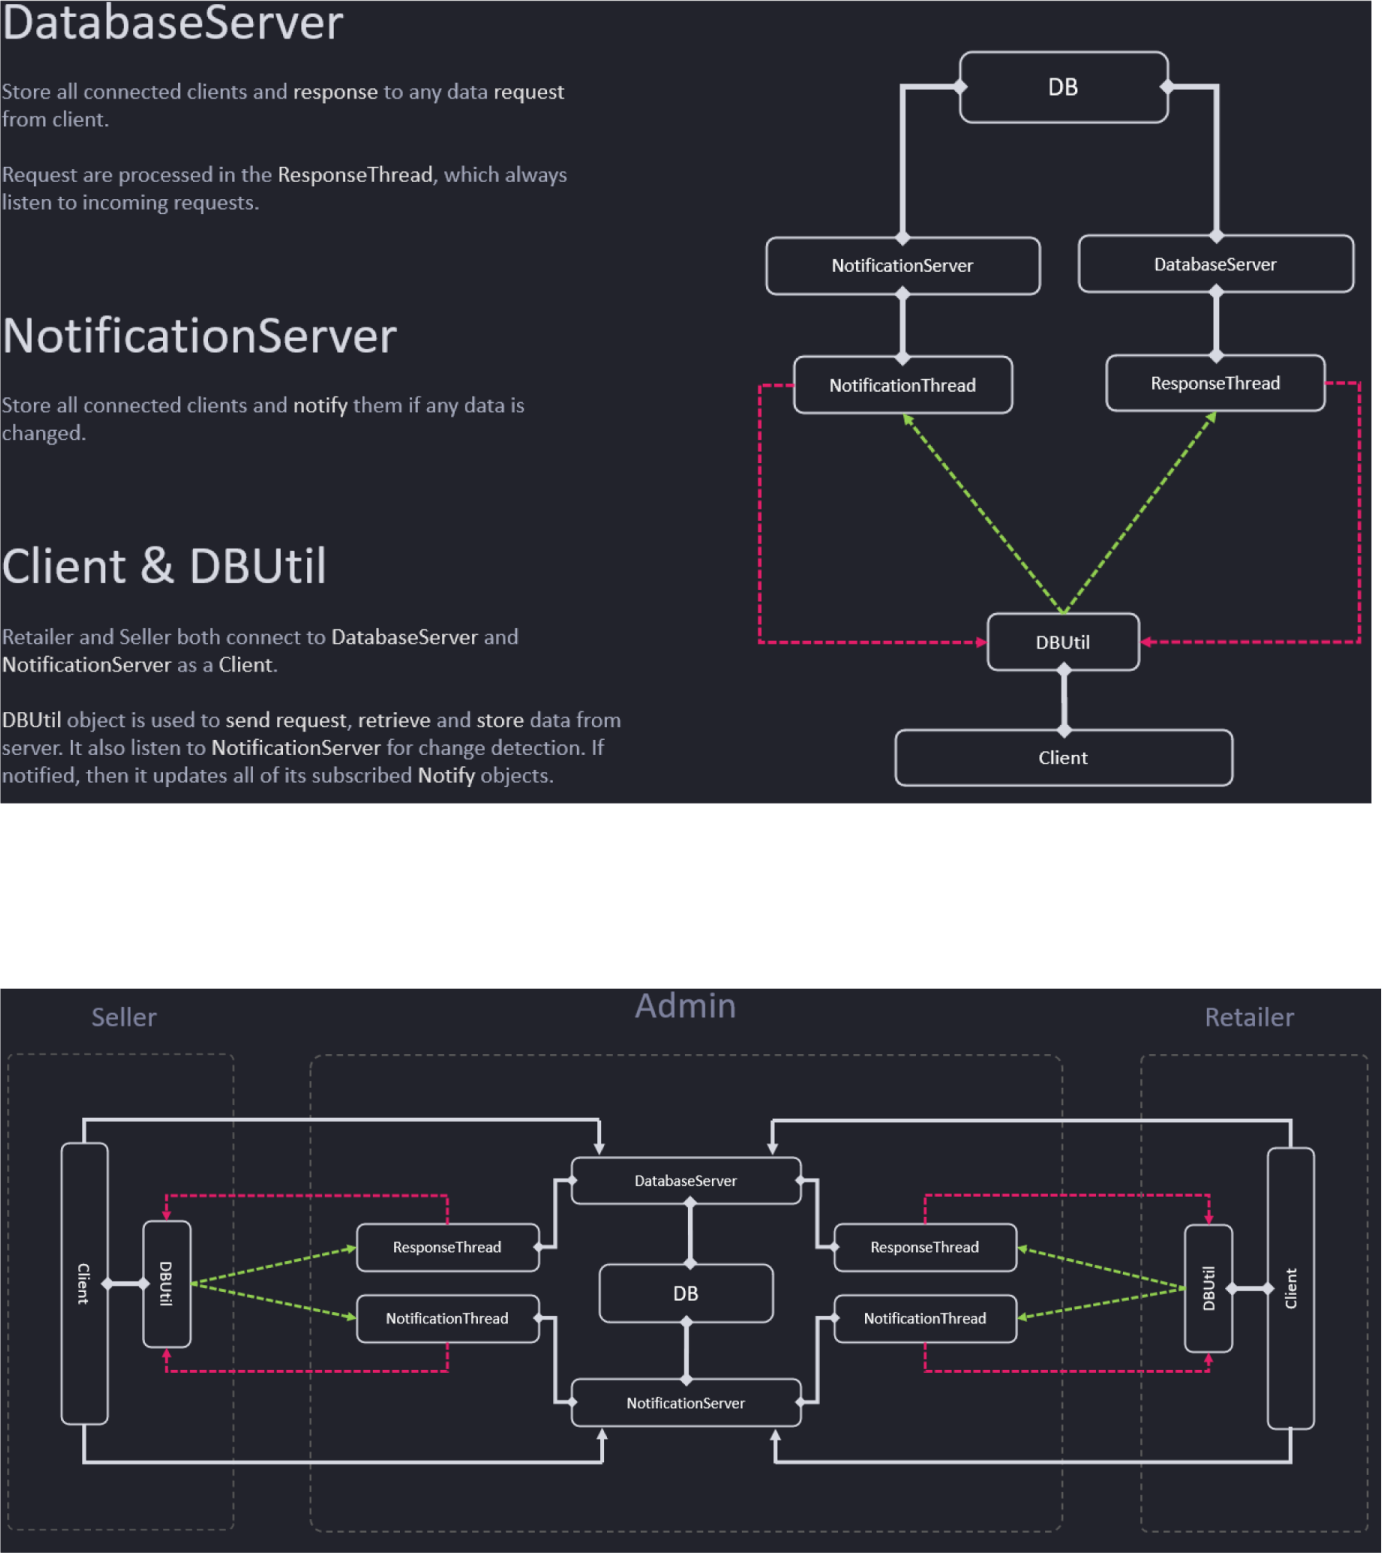 DatabaseServer
Store all connected clients and response to any data request
from client.
Request are processed in the ResponseThread, which always
listen to incoming requests.
NotificationServer
Store all connected clients and notify them if any data is
changed.
Client & DBUtil
Retailer and Seller both connect to DatabaseServer and
NotificationServer as a Client.
DBUtil object is used to send request, retrieve and store data from
server. It also listen to NotificationServer for change detection. If
notified, then it updates all of its subscribed Notify objects.
DB
NotificationServer
DatabaseServer
NotificationThread
ResponseThread
DBUtil
Client
Seller
Admin
Retailer
Client
DBUtil
ResponseThread
NotificationThread
DatabaseServer
DB
NotificationServer
ResponseThread
NotificationThread
DBUtil
Client